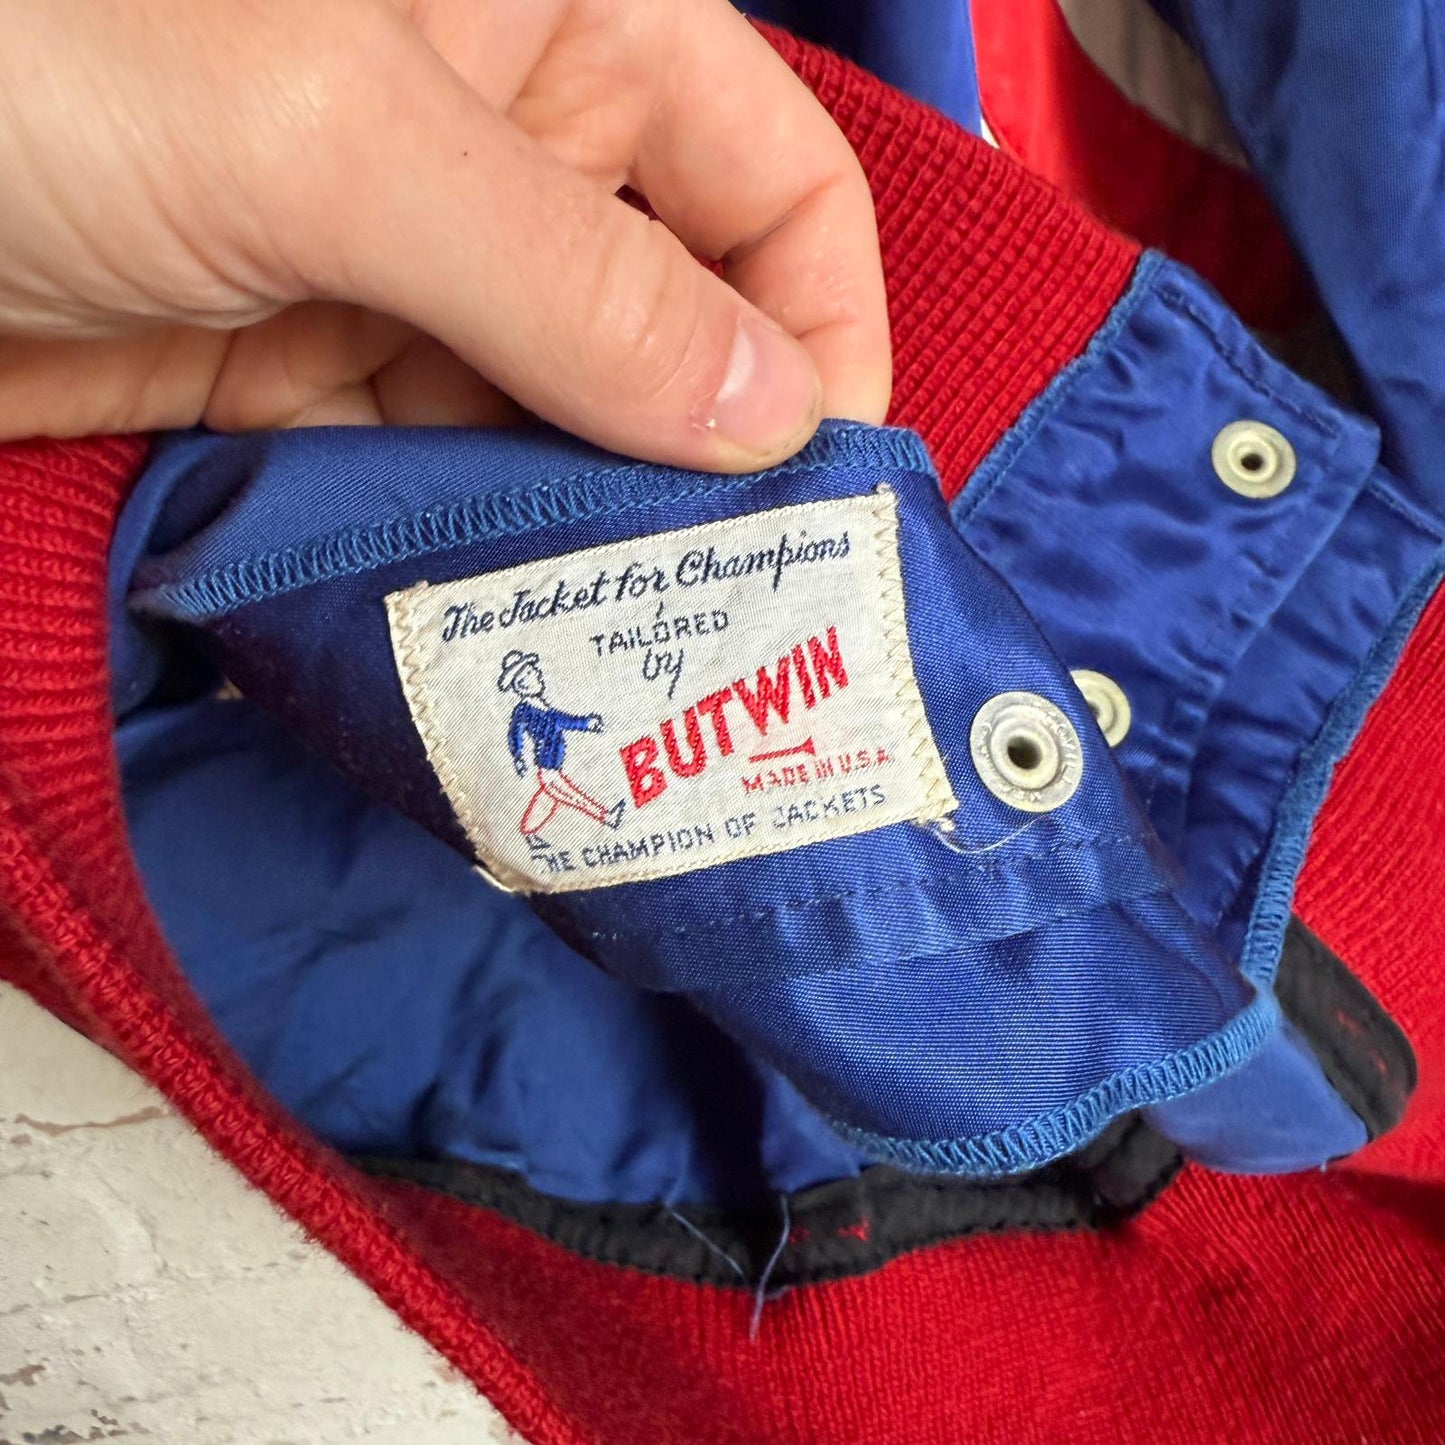 The Jacket for Champions
TAILORED
by
BUTWIN
MADE IN U.S.A.
THE CHAMPION OF JACKETS